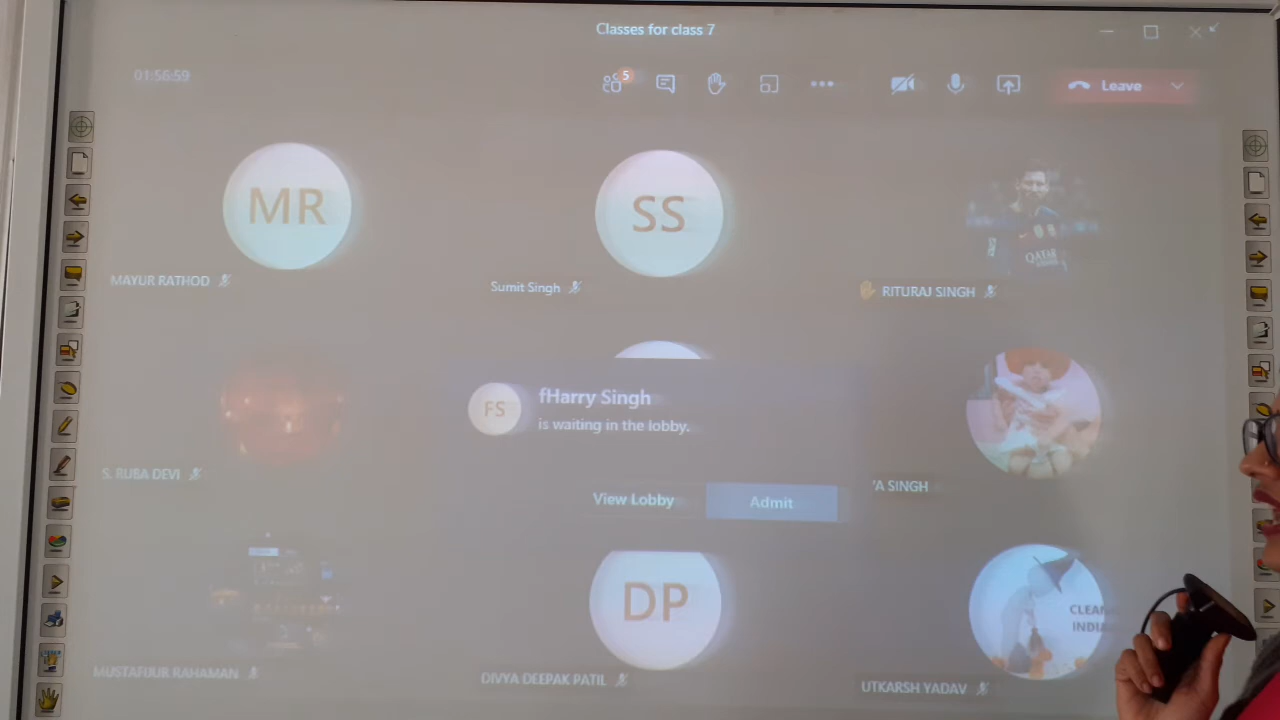 Classes for class 7
01:56:59
5
Leave
MR
SS
QATAR
MAYUR RATHOD
Sumit Singh
RITURAJ SINGH
FS
fHarry Singh
is waiting in the lobby.
S. RUBA DEVI
View Lobby
Admit
'A SINGH
DP
CLEAN
INDIA
MUSTAFIJUR RAHAMAN
DIVYA DEEPAK PATIL
UTKARSH YADAV